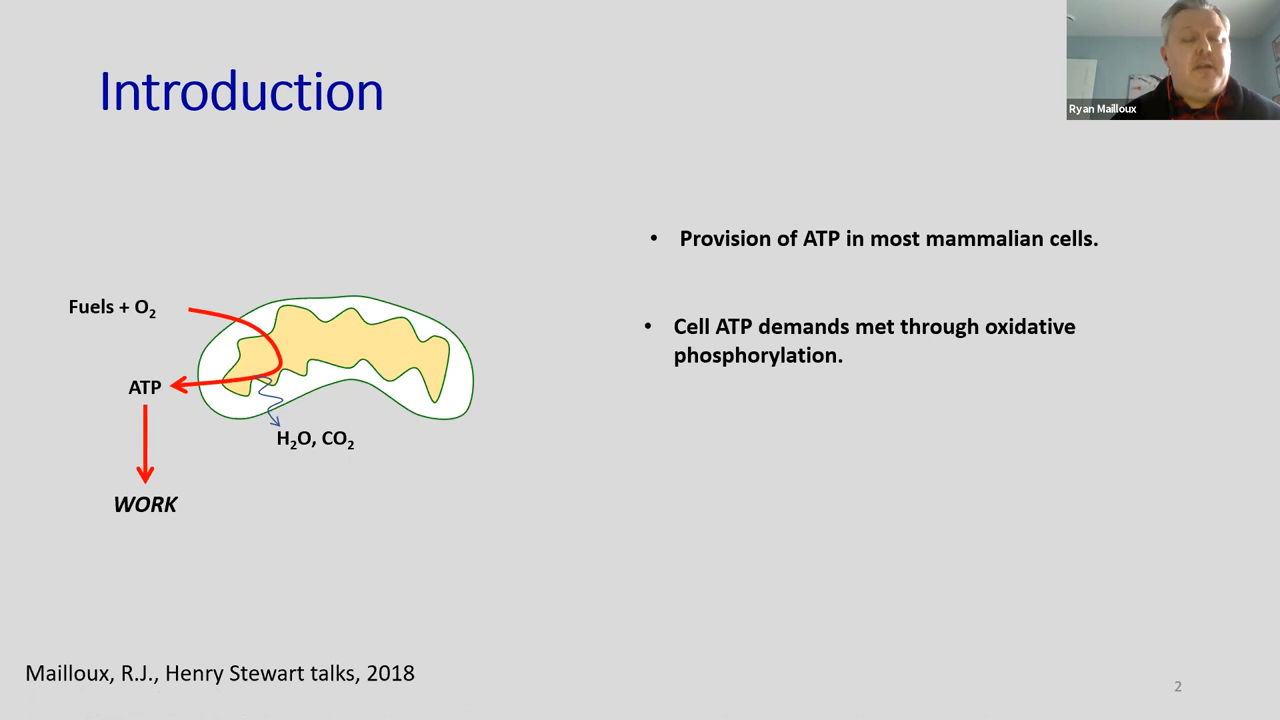 Introduction
Ryan Mailloux
• Provision of ATP in most mammalian cells.
Fuels + O₂
• Cell ATP demands met through oxidative
phosphorylation.
ATP
H₂O, CO₂
WORK
Mailloux, R.J., Henry Stewart talks, 2018
2